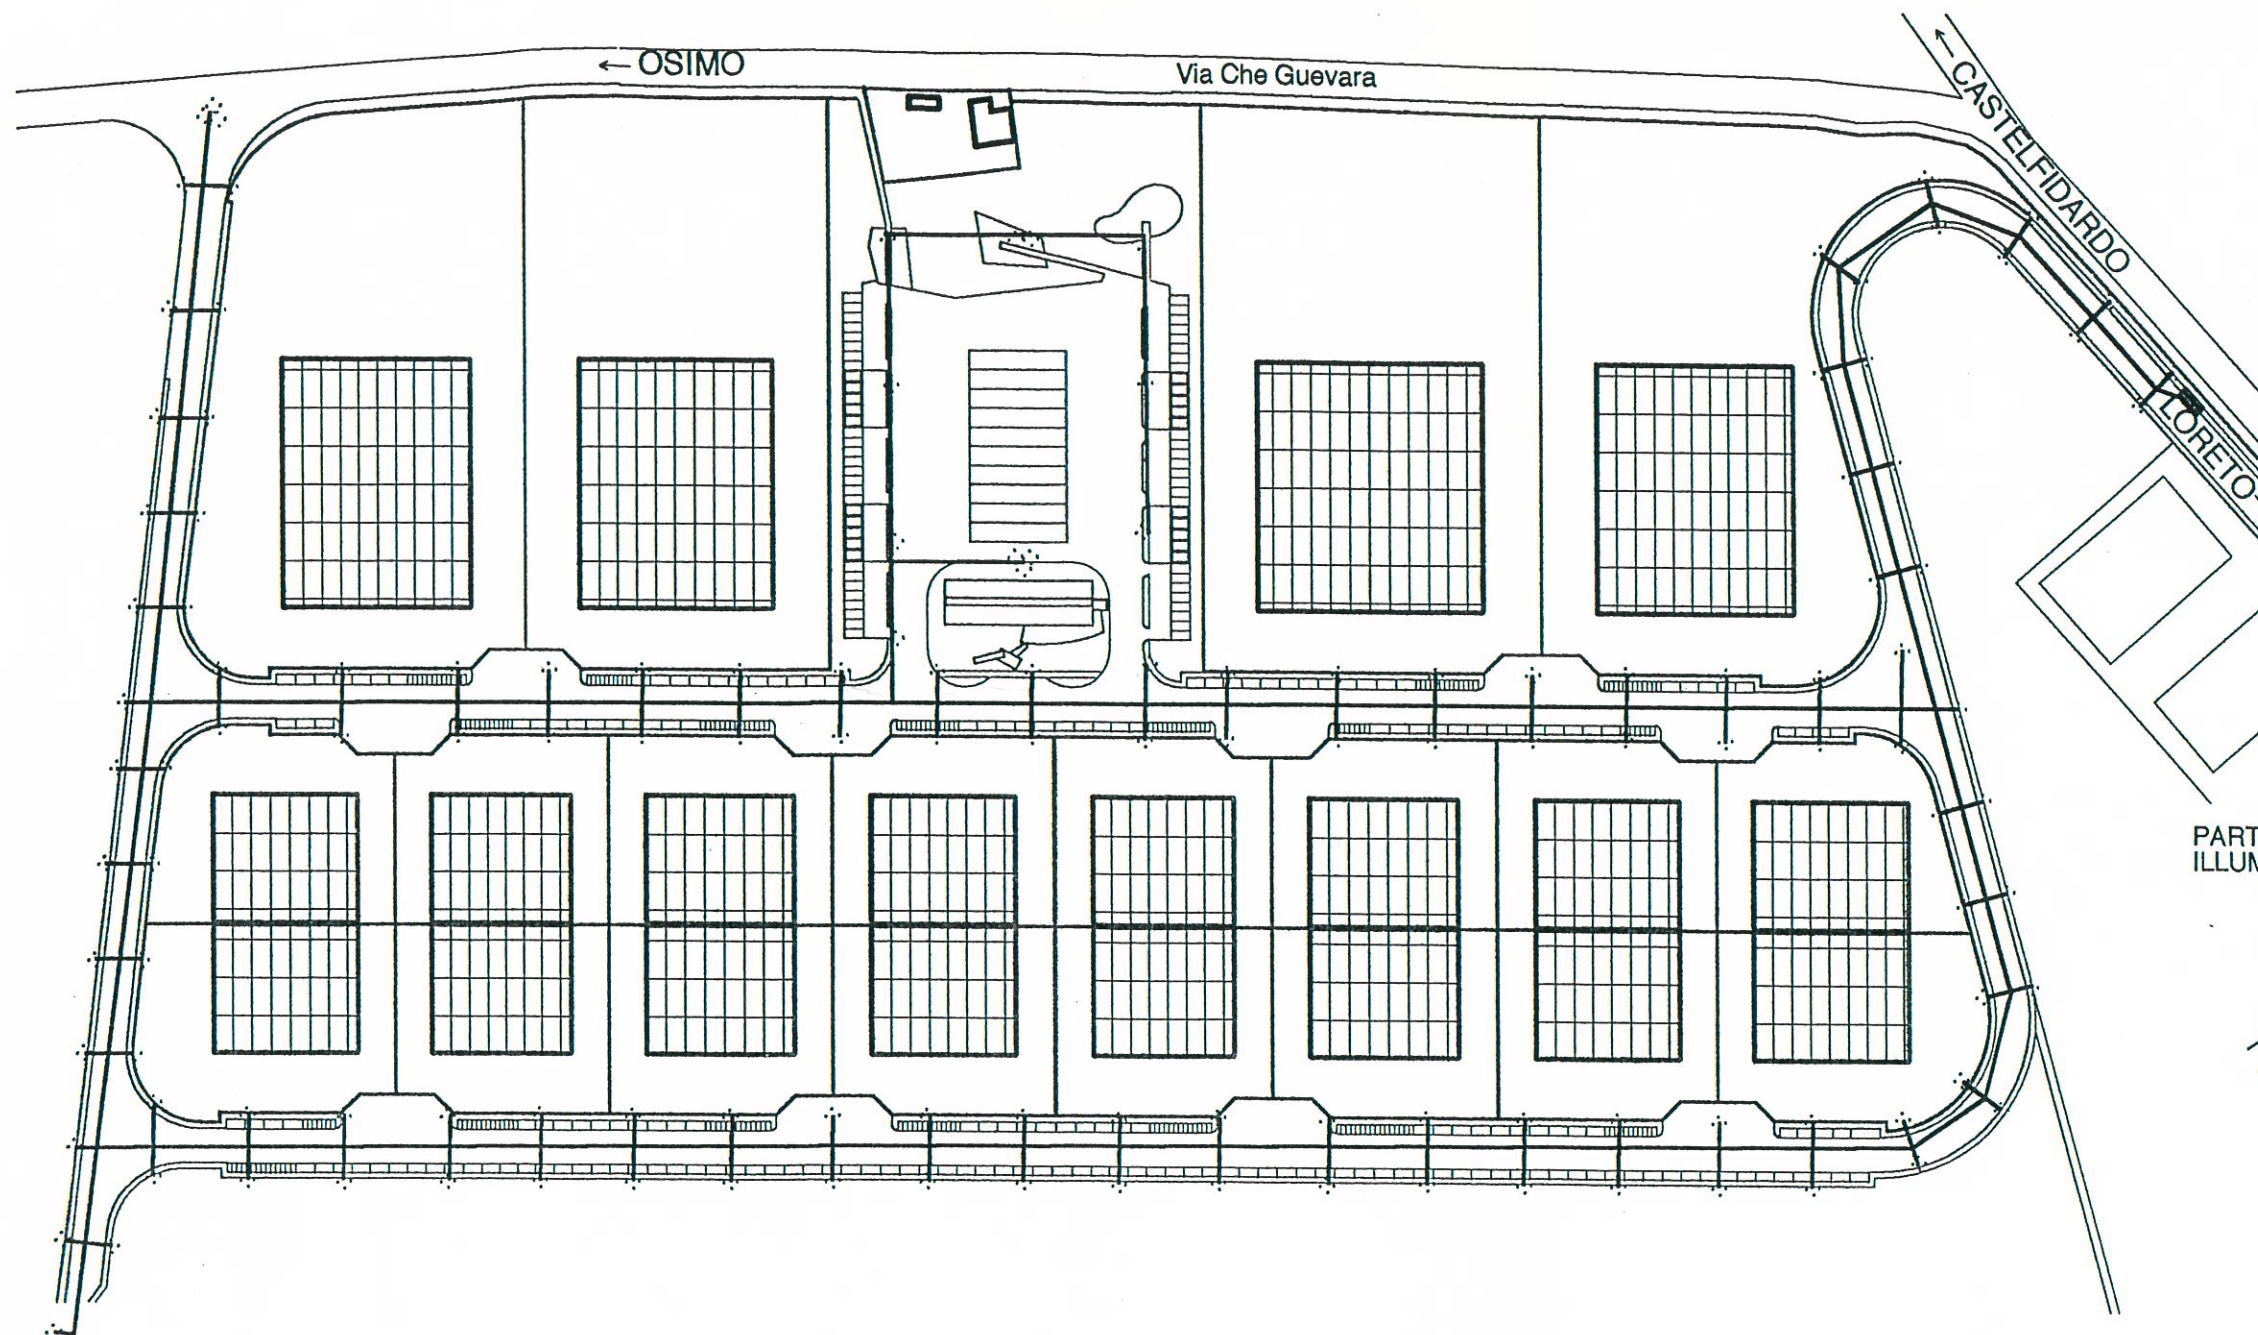 ← OSIMO
Via Che Guevara
← CASTELFIDARDO
LORETO
PART
ILLUM